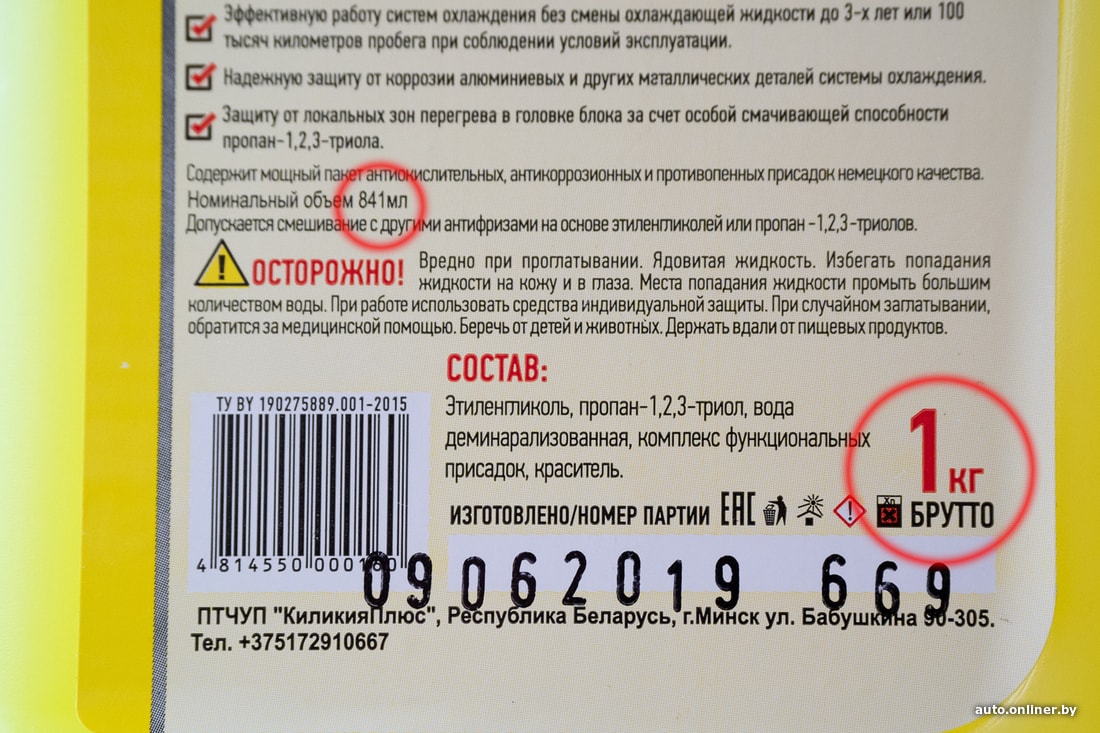 Эффективную работу систем охлаждения без смены охлаждающей жидкости до 3-х лет или 100
тысяч километров пробега при соблюдении условий эксплуатации.
Надежную защиту от коррозии алюминиевых и других металлических деталей системы охлаждения.
Защиту от локальных зон перегрева в головке блока за счет особой смачивающей способности
пропан-1,2,3-триола.
Содержит мощный пакет антиокислительных, антикоррозионных и противопенных присадок немецкого качества.
Номинальный объем 841мл
Допускается смешивание с другими антифризами на основе этиленгликолей или пропан -1,2,3-триолов.
ОСТОРОЖНО! Вредно при проглатывании. Ядовитая жидкость. Избегать попадания
жидкости на кожу и в глаза. Места попадания жидкости промыть большим
количеством воды. При работе использовать средства индивидуальной защиты. При случайном заглатывании,
обратится за медицинской помощью. Беречь от детей и животных. Держать вдали от пищевых продуктов.
СОСТАВ:
Этиленгликоль, пропан-1,2,3-триол, вода
деминарализованная, комплекс функциональных
присадок, краситель.
1 кг
БРУТТО
ТУ BY 190275889.001-2015
4 814550 000160
ИЗГОТОВЛЕНО/НОМЕР ПАРТИИ EAC Xn
09062019 669
ПТЧУП "КиликияПлюс", Республика Беларусь, г.Минск ул. Бабушкина 90-305.
Тел. +375172910667
auto.onliner.by